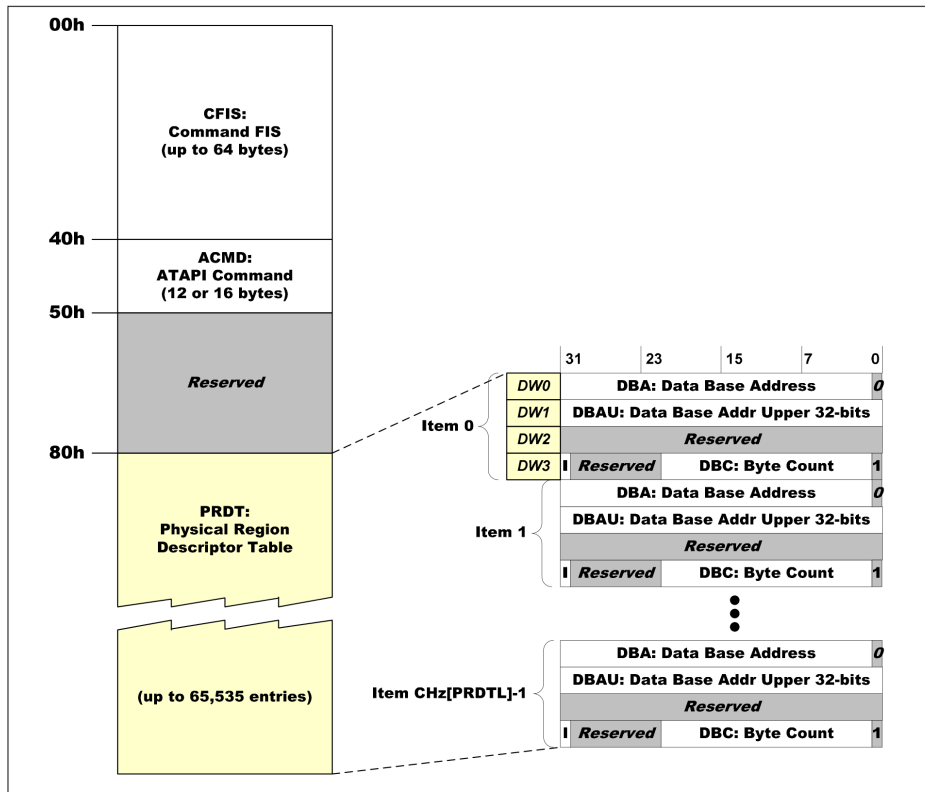 00h
CFIS:
Command FIS
(up to 64 bytes)
40h
ACMD:
ATAPI Command
(12 or 16 bytes)
50h
Reserved
80h
PRDT:
Physical Region
Descriptor Table
(up to 65,535 entries)
31 23 15 7 0
Item 0
DW0 DBA: Data Base Address 0
DW1 DBAU: Data Base Addr Upper 32-bits
DW2 Reserved
DW3 I Reserved DBC: Byte Count 1
Item 1
DBA: Data Base Address 0
DBAU: Data Base Addr Upper 32-bits
Reserved
I Reserved DBC: Byte Count 1
Item CHz[PRDTL]-1
DBA: Data Base Address 0
DBAU: Data Base Addr Upper 32-bits
Reserved
I Reserved DBC: Byte Count 1